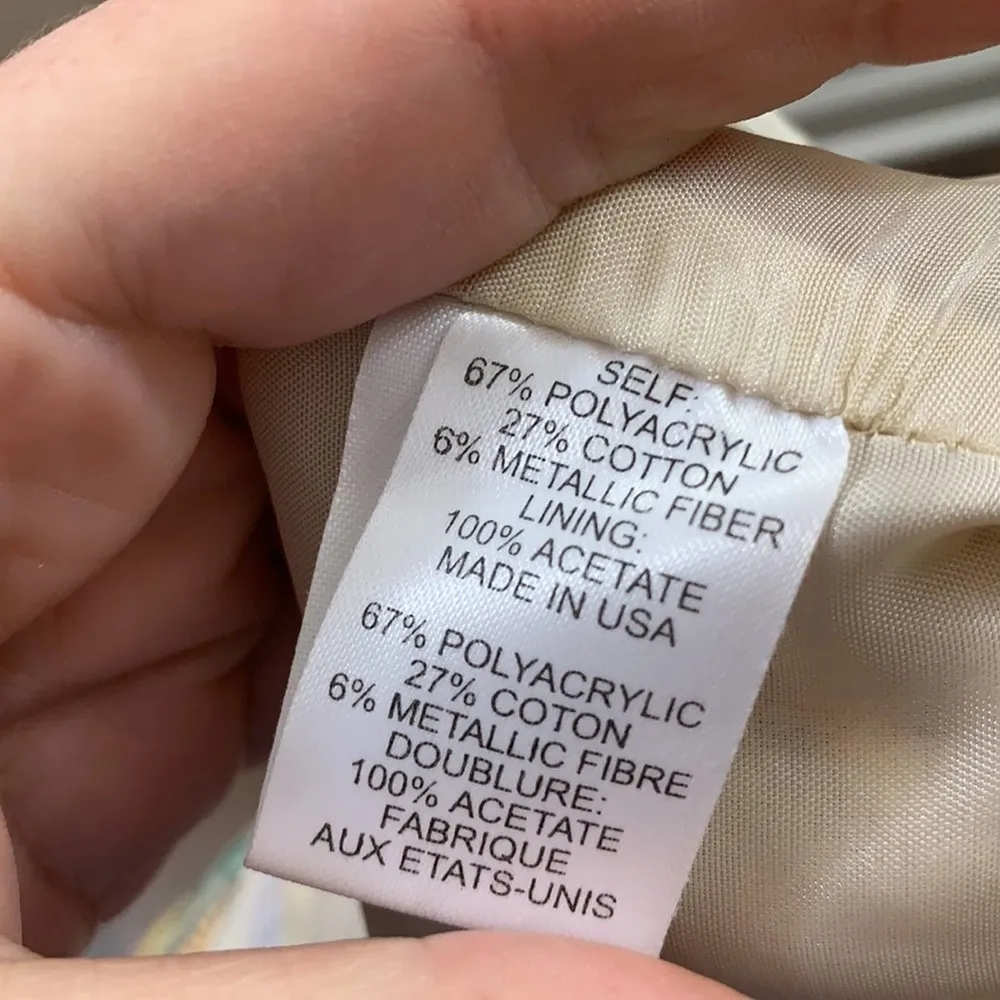 SELF:
67% POLYACRYLIC
27% COTTON
6% METALLIC FIBER
LINING:
100% ACETATE
MADE IN USA
67% POLYACRYLIC
27% COTON
6% METALLIC FIBRE
DOUBLURE:
100% ACETATE
FABRIQUE
AUX ETATS-UNIS